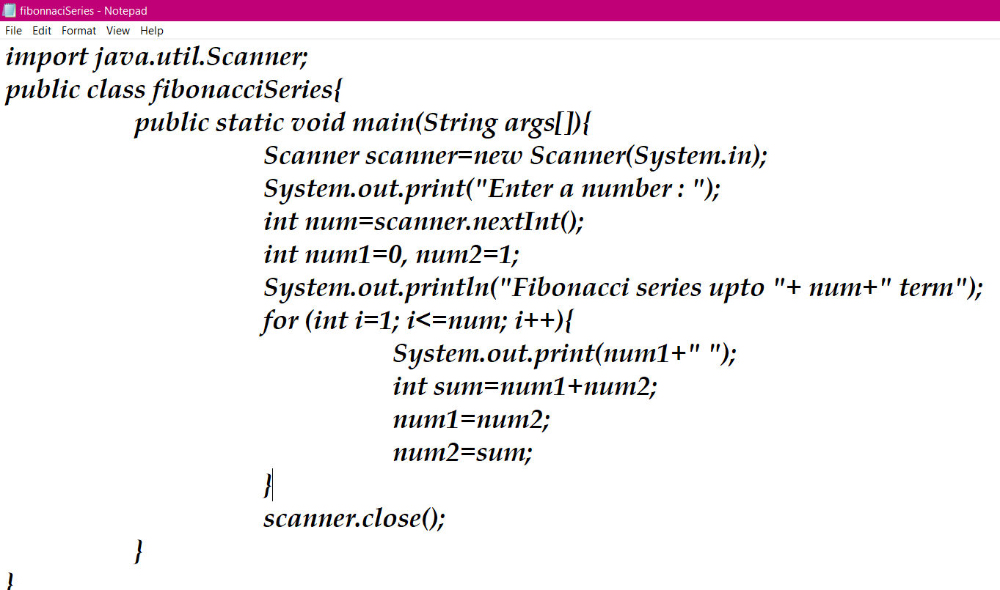 fibonnaciSeries - Notepad
File Edit Format View Help
import java.util.Scanner;
public class fibonacciSeries{
public static void main(String args[]){
Scanner scanner=new Scanner(System.in);
System.out.print("Enter a number : ");
int num=scanner.nextInt();
int num1=0, num2=1;
System.out.println("Fibonacci series upto "+ num+" term");
for (int i=1; i<=num; i++){
System.out.print(num1+" ");
int sum=num1+num2;
num1=num2;
num2=sum;
}
scanner.close();
}
}